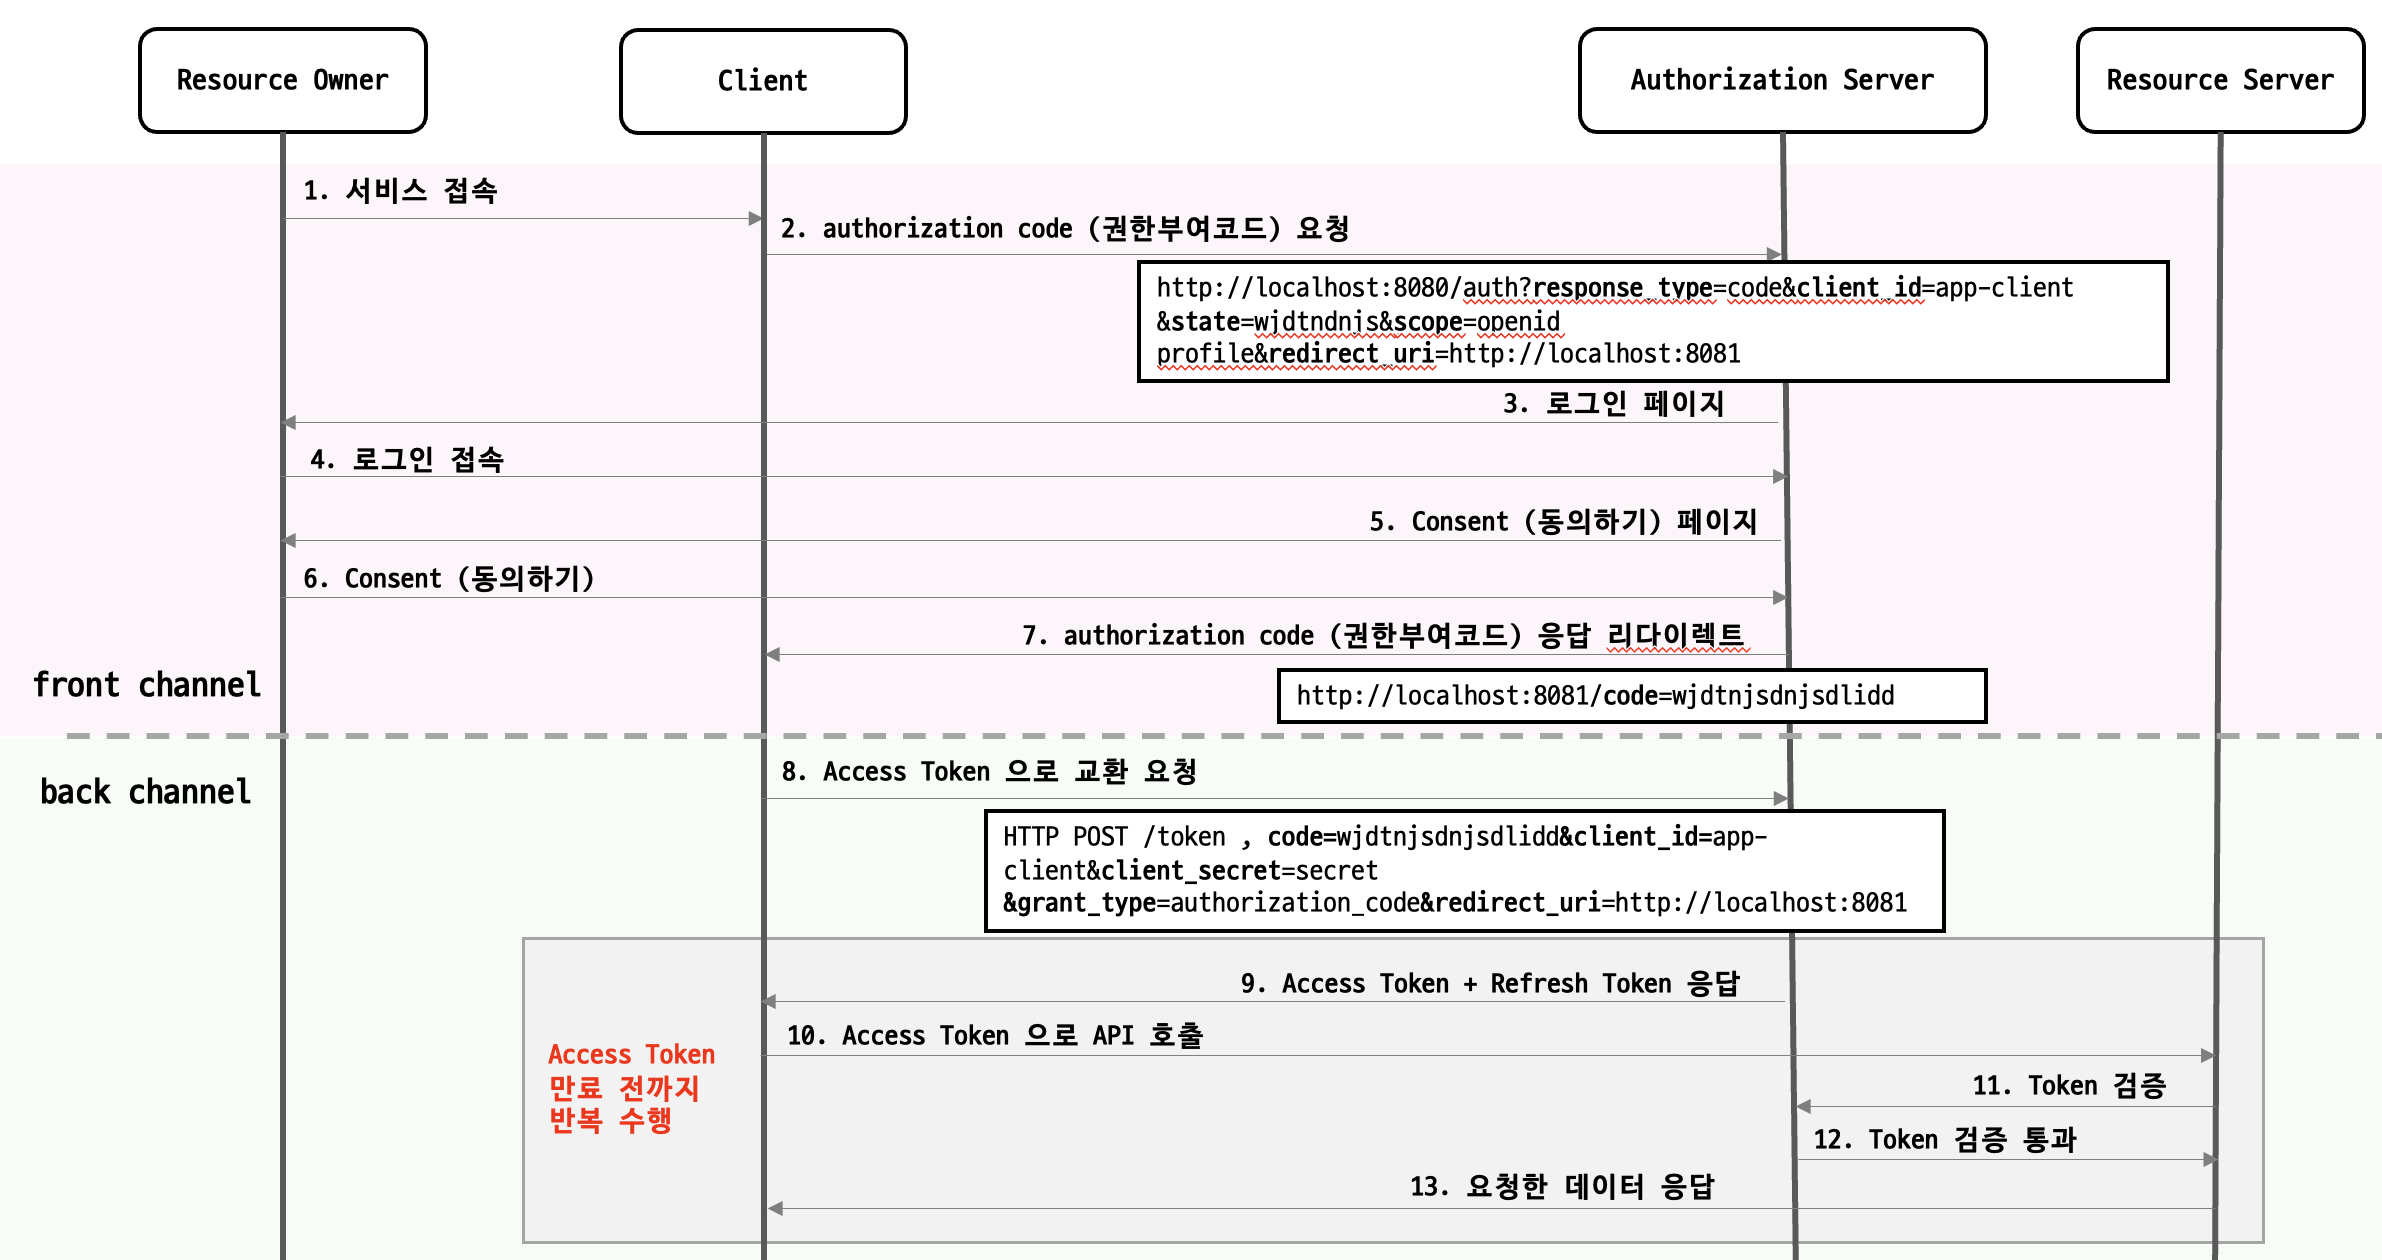 Resource Owner
Client
Authorization Server
Resource Server
1. 서비스 접속
2. authorization code (권한부여코드) 요청
http://localhost:8080/auth?response_type=code&client_id=app-client
&state=wjdtndnjs&scope=openid
profile&redirect_uri=http://localhost:8081
3. 로그인 페이지
4. 로그인 접속
5. Consent (동의하기) 페이지
6. Consent (동의하기)
7. authorization code (권한부여코드) 응답 리다이렉트
front channel
http://localhost:8081/code=wjdtnjsdnjsdlidd
back channel
8. Access Token 으로 교환 요청
HTTP POST /token , code=wjdtnjsdnjsdlidd&client_id=app-
client&client_secret=secret
&grant_type=authorization_code&redirect_uri=http://localhost:8081
9. Access Token + Refresh Token 응답
10. Access Token 으로 API 호출
Access Token
만료 전까지
반복 수행
11. Token 검증
12. Token 검증 통과
13. 요청한 데이터 응답